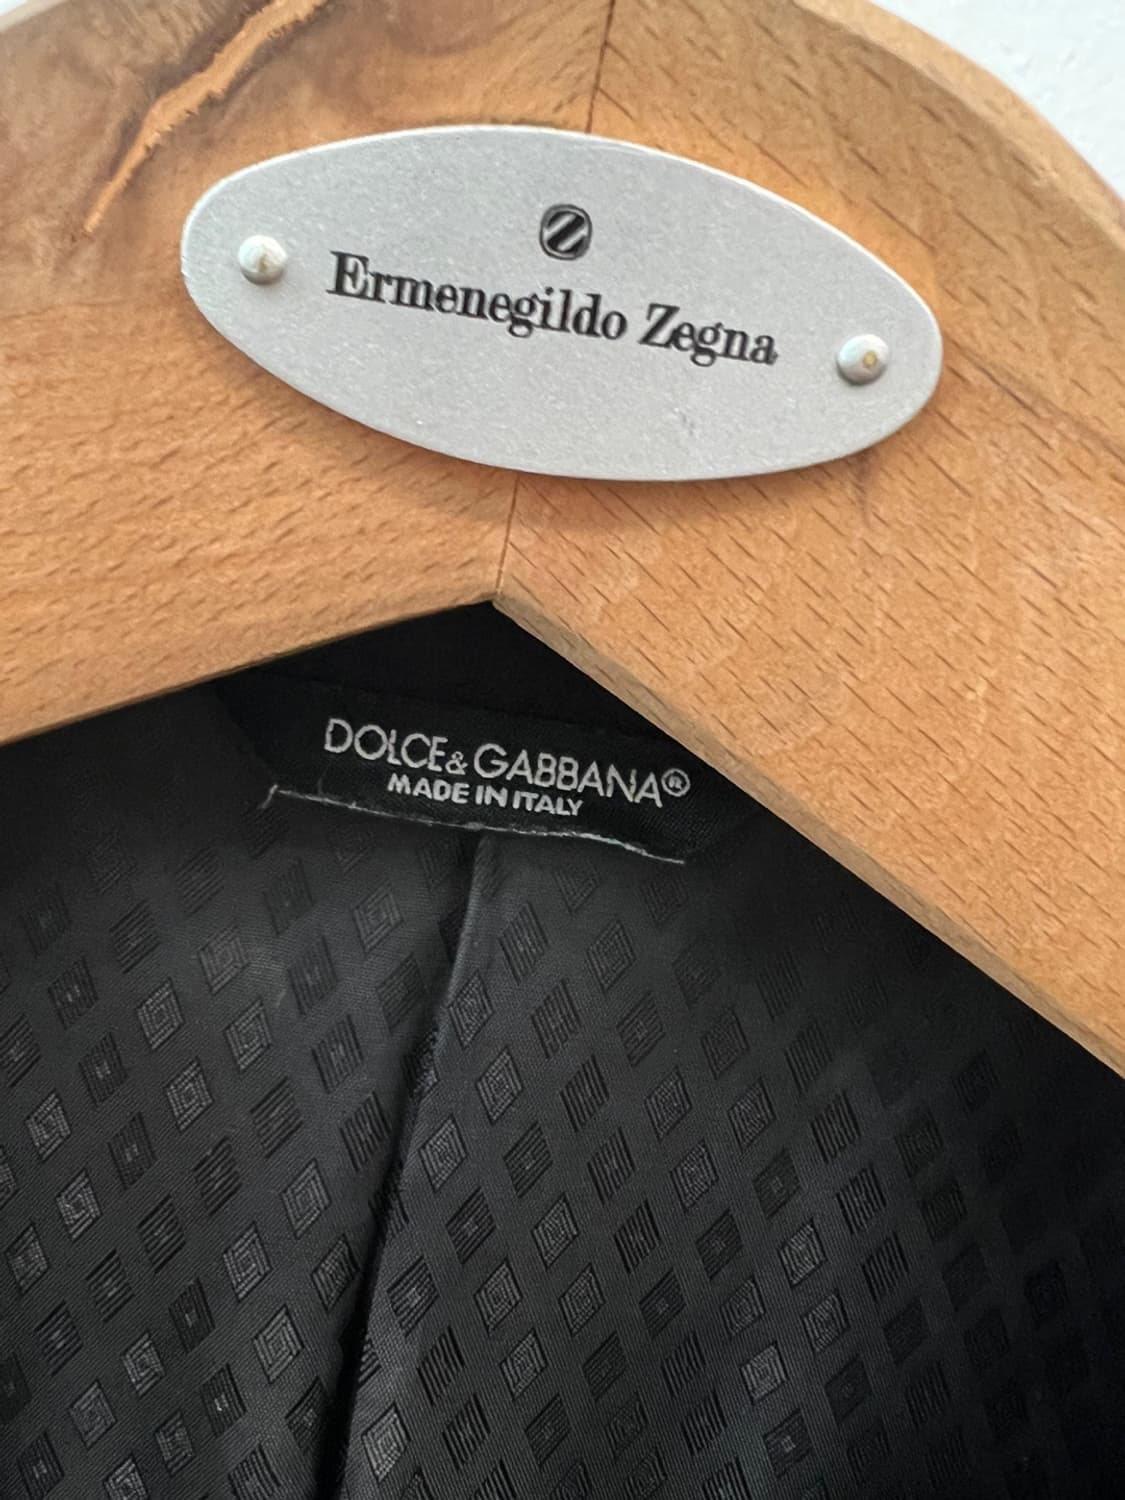 Z
Ermenegildo Zegna
DOLCE&GABBANA®
MADE IN ITALY